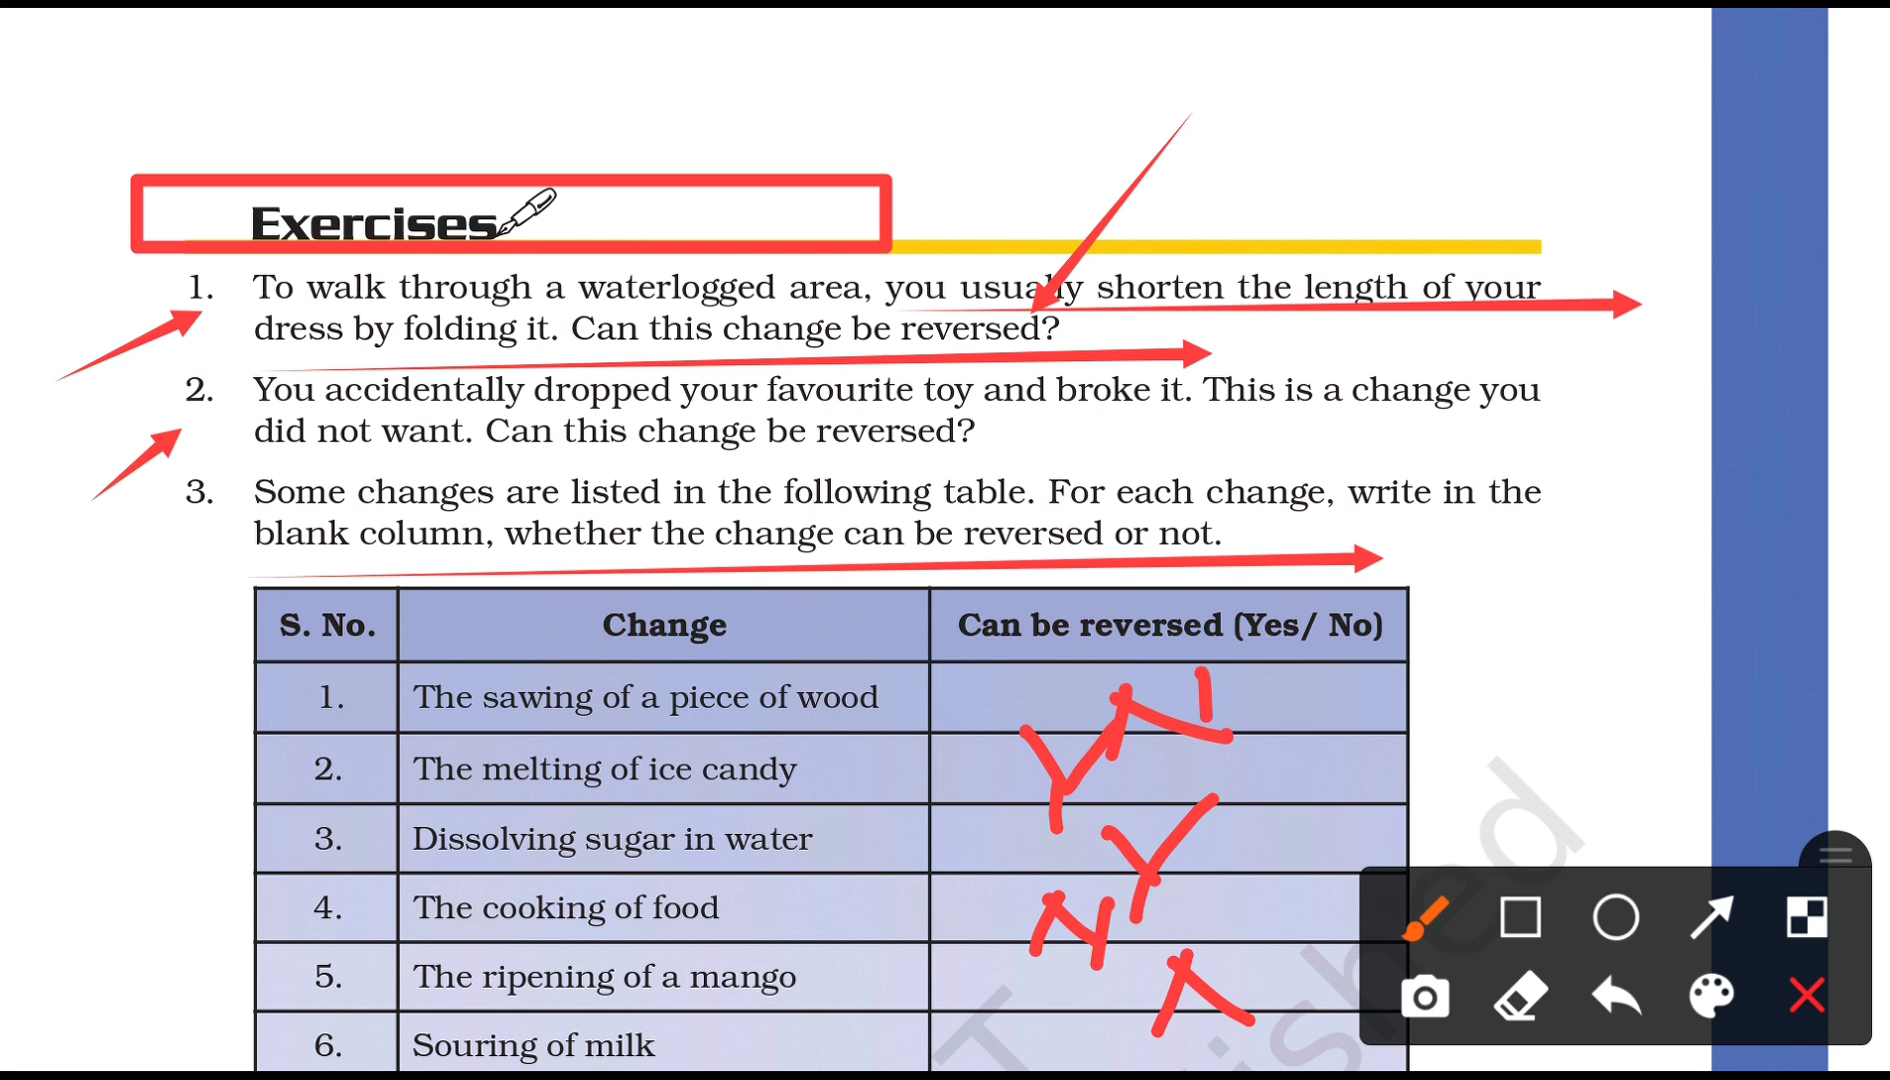 Exercises
1. To walk through a waterlogged area, you usually shorten the length of your
dress by folding it. Can this change be reversed?
2. You accidentally dropped your favourite toy and broke it. This is a change you
did not want. Can this change be reversed?
3. Some changes are listed in the following table. For each change, write in the
blank column, whether the change can be reversed or not.
S. No. Change Can be reversed (Yes/ No)
1. The sawing of a piece of wood N
2. The melting of ice candy Y
3. Dissolving sugar in water Y
4. The cooking of food N
5. The ripening of a mango
6. Souring of milk